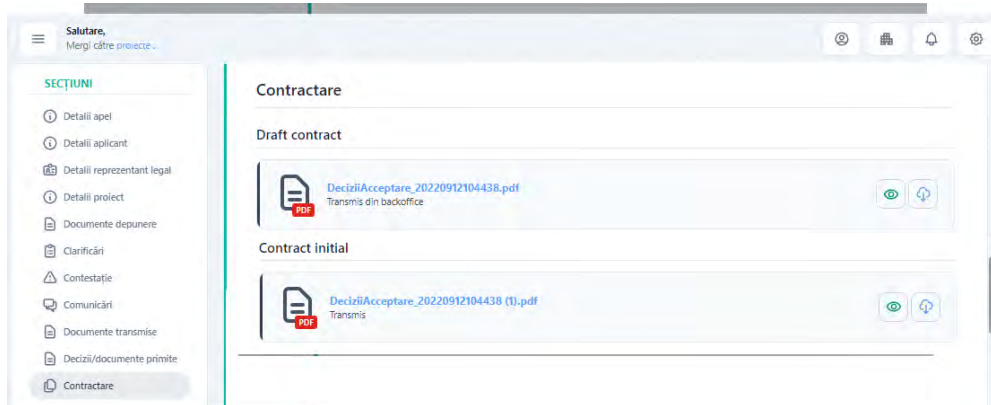 Salutare,
Mergi către proiecte...
SECȚIUNI
Detalii apel
Detalii aplicant
Detalii reprezentant legal
Detalii proiect
Documente depunere
Clarificări
Contestație
Comunicări
Documente transmise
Decizii/documente primite
Contractare
Contractare
Draft contract
DeciziiAcceptare_20220912104438.pdf
Transmis din backoffice
PDF
Contract initial
DeciziiAcceptare_20220912104438 (1).pdf
Transmis
PDF